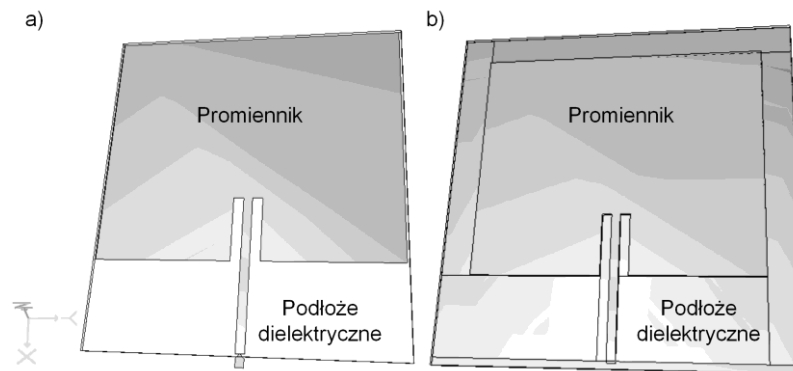 a)
b)
Promiennik
Promiennik
Podłoże
dielektryczne
Podłoże
dielektryczne
Y
X